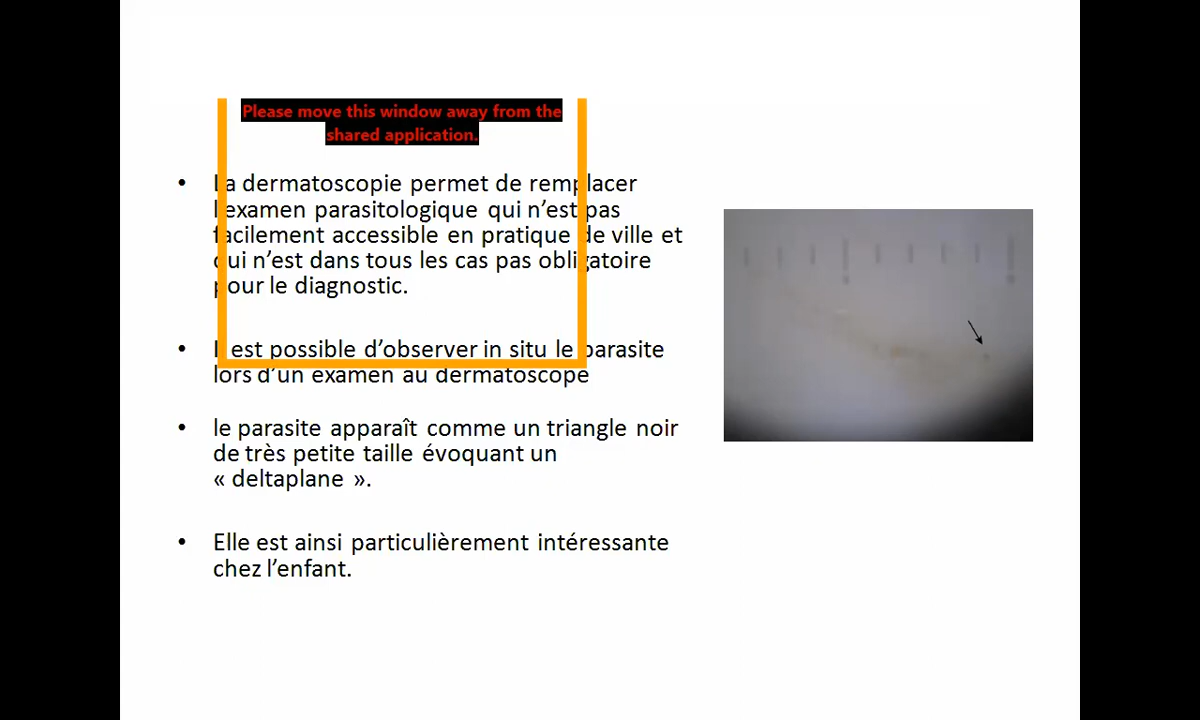 Please move this window away from the
shared application.
• La dermatoscopie permet de remplacer
l'examen parasitologique qui n'est pas
facilement accessible en pratique de ville et
qui n'est dans tous les cas pas obligatoire
pour le diagnostic.
• Il est possible d'observer in situ le parasite
lors d'un examen au dermatoscope
• le parasite apparaît comme un triangle noir
de très petite taille évoquant un
« deltaplane ».
• Elle est ainsi particulièrement intéressante
chez l'enfant.